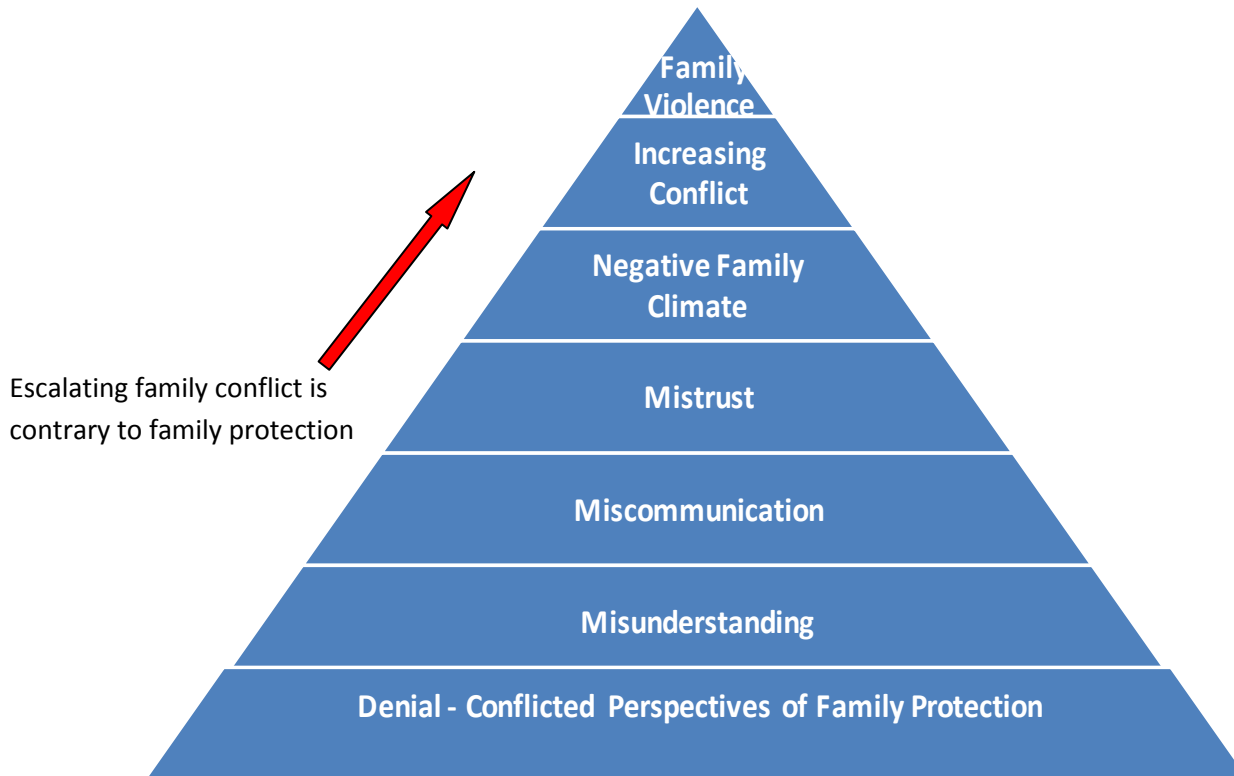 Family
Violence
Increasing
Conflict
Negative Family
Climate
Mistrust
Escalating family conflict is
contrary to family protection
Miscommunication
Misunderstanding
Denial - Conflicted Perspectives of Family Protection